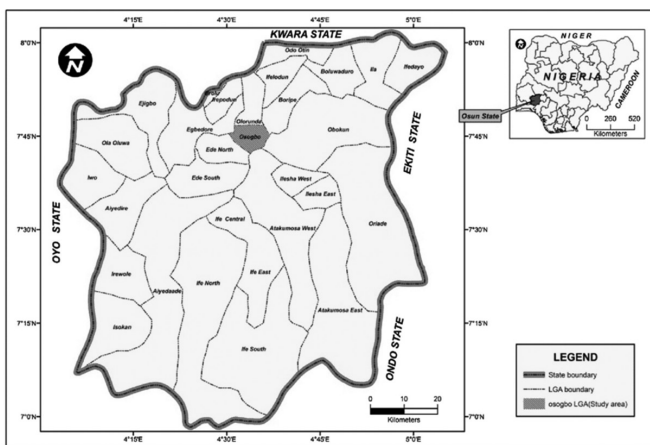 4°15'E
4°30'E
4°45'E
5°0'E
KWARA STATE
8°0'N
N
Odo Otin
Ifelodun
Boluwaduro
Ila
Ifedayo
Ejigbo
Irepodun
Boripe
Egbedore
Olorunda
Osogbo
Obokun
7°45'N
Ola Oluwa
Ede North
Iwo
Ede South
Ilesha West
Ilesha East
Aiyedire
EKITI STATE
7°30'N
OYO STATE
Ife Central
Atakumosa West
Oriade
Irewole
Aiyedaade
Ife North
Ife East
7°15'N
Isokan
Atakumosa East
Ife South
ONDO STATE
7°0'N
0 10 20
Kilometers
4°15'E
4°30'E
4°45'E
5°0'E
8°0'N
7°45'N
7°30'N
7°15'N
7°0'N
NIGER
NIGERIA
CAMEROON
Osun State
0 260 520
Kilometers
LEGEND
State boundary
LGA boundary
osogbo LGA(Study area)